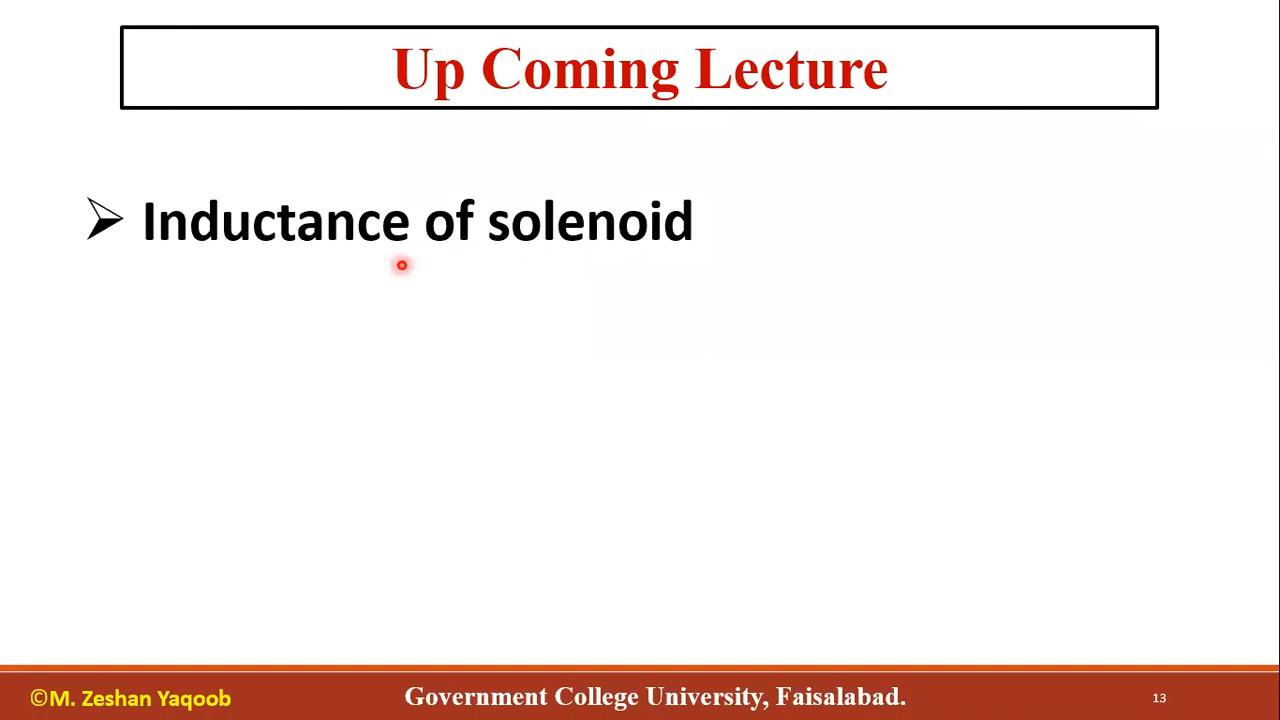 Up Coming Lecture
Inductance of solenoid
©M. Zeshan Yaqoob
Government College University, Faisalabad.
13